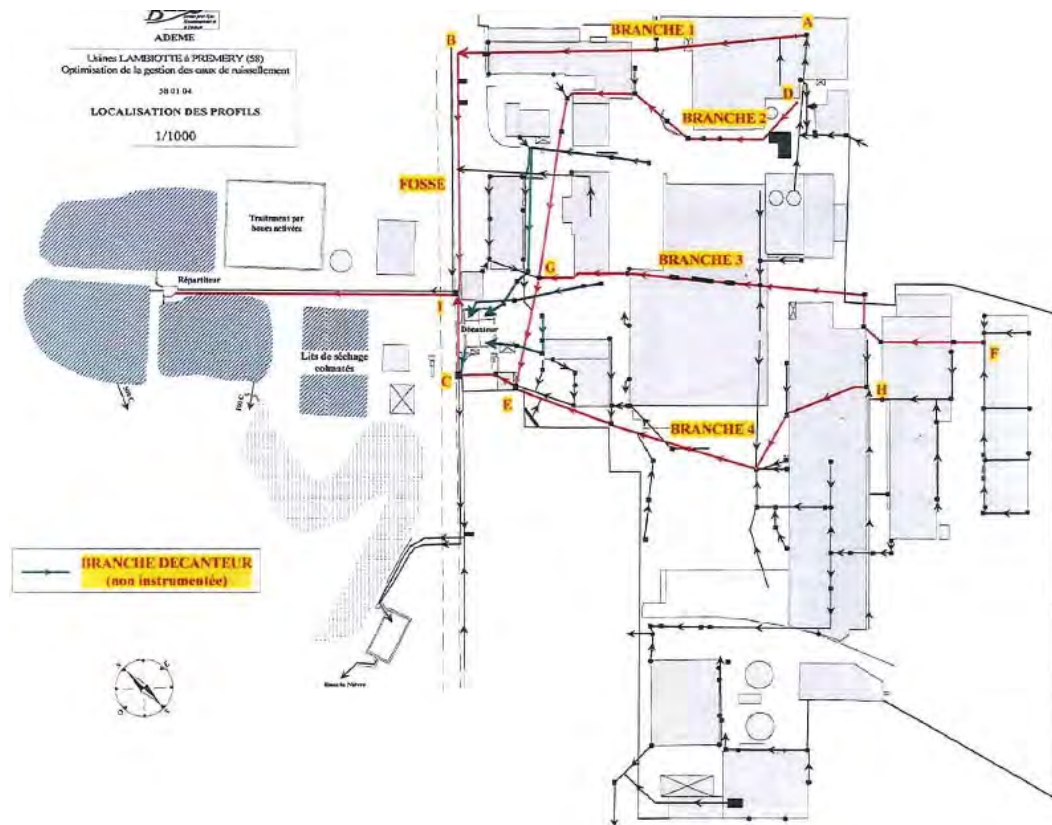 ADEME
Usines LAMBIOTTE à PREMERY (58)
Optimisation de la gestion des eaux de ruissellement
58 01 04
LOCALISATION DES PROFILS
1/1000
BRANCHE 1
A
B
D
BRANCHE 2
FOSSE
Traitement par
boues activées
Répartiteur
G
BRANCHE 3
I
Décanteur
Lits de séchage
colmatés
F
C
E
H
BRANCHE 4
BRANCHE DECANTEUR
(non instrumentée)